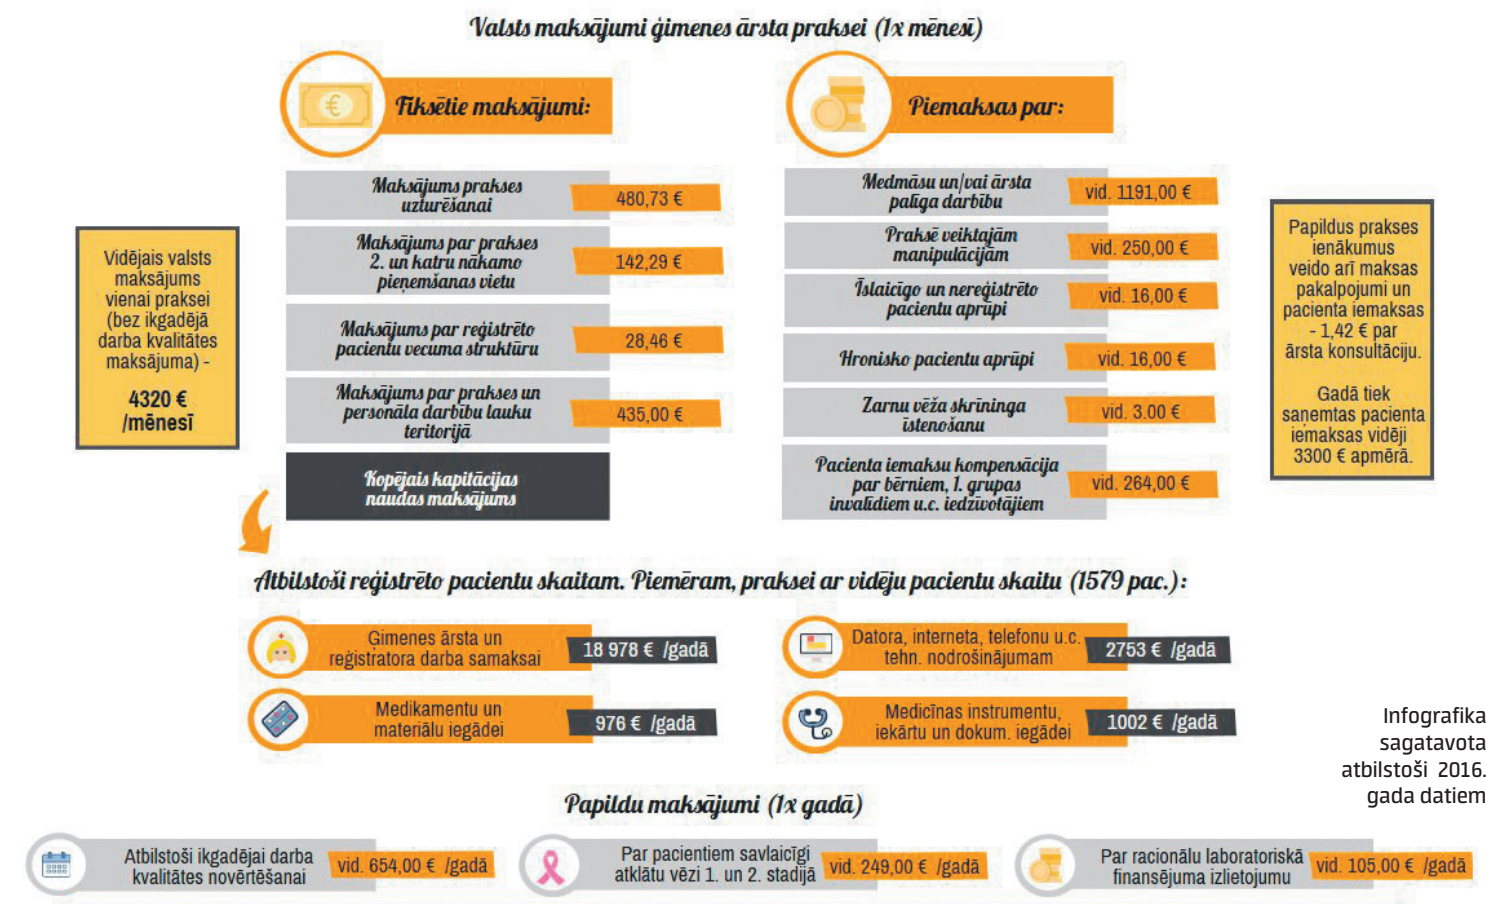 Valsts maksājumi ģimenes ārsta praksei (1x mēnesī)
Fiksētie maksājumi:
Maksājums prakses
uzturēšanai
480,73 €
Maksājums par prakses
2. un katru nākamo
pieņemšanas vietu
142,29 €
Maksājums par reģistrēto
pacientu vecuma struktūru
28,46 €
Maksājums par prakses un
personāla darbību lauku
teritorijā
435,00 €
Kopējais kapitācijas
naudas maksājums
Vidējais valsts
maksājums
vienai praksei
(bez ikgadējā
darba kvalitātes
maksājuma) -
4320 €
/mēnesī
Piemaksas par:
Medmāsu un/vai ārsta
palīga darbību
vid. 1191,00 €
Praksē veiktajām
manipulācijām
vid. 250,00 €
Īslaicīgo un nereģistrēto
pacientu aprūpi
vid. 16,00 €
Hronisko pacientu aprūpi
vid. 16,00 €
Zarnu vēža skrīninga
īstenošanu
vid. 3.00 €
Pacienta iemaksu kompensācija
par bērniem, 1. grupas
invalīdiem u.c. iedzīvotājiem
vid. 264,00 €
Papildus prakses
ienākumus
veido arī maksas
pakalpojumi un
pacienta iemaksas
- 1,42 € par
ārsta konsultāciju.
Gadā tiek
saņemtas pacienta
iemaksas vidēji
3300 € apmērā.
Atbilstoši reģistrēto pacientu skaitam. Piemēram, praksei ar vidēju pacientu skaitu (1579 pac.):
Ģimenes ārsta un
reģistratora darba samaksai
18 978 € /gadā
Datora, interneta, telefonu u.c.
tehn. nodrošinājumam
2753 € /gadā
Medikamentu un
materiālu iegādei
976 € /gadā
Medicīnas instrumentu,
iekārtu un dokum. iegādei
1002 € /gadā
Infografika
sagatavota
atbilstoši 2016.
gada datiem
Papildu maksājumi (1x gadā)
Atbilstoši ikgadējai darba
kvalitātes novērtēšanai
vid. 654,00 € /gadā
Par pacientiem savlaicīgi
atklātu vēzi 1. un 2. stadijā
vid. 249,00 € /gadā
Par racionālu laboratoriskā
finansējuma izlietojumu
vid. 105,00 € /gadā